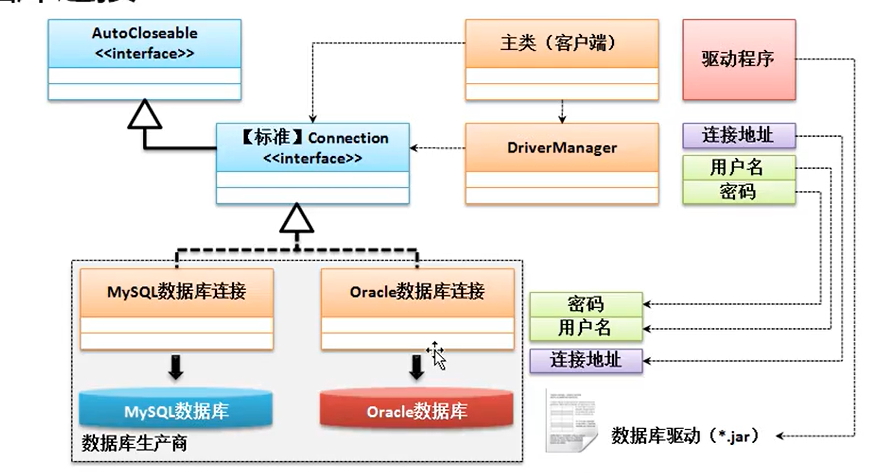 AutoCloseable
<<interface>>
主类（客户端）
驱动程序
【标准】Connection
<<interface>>
DriverManager
连接地址
用户名
密码
MySQL数据库连接
Oracle数据库连接
密码
用户名
连接地址
MySQL数据库
Oracle数据库
数据库生产商
数据库驱动（*.jar）